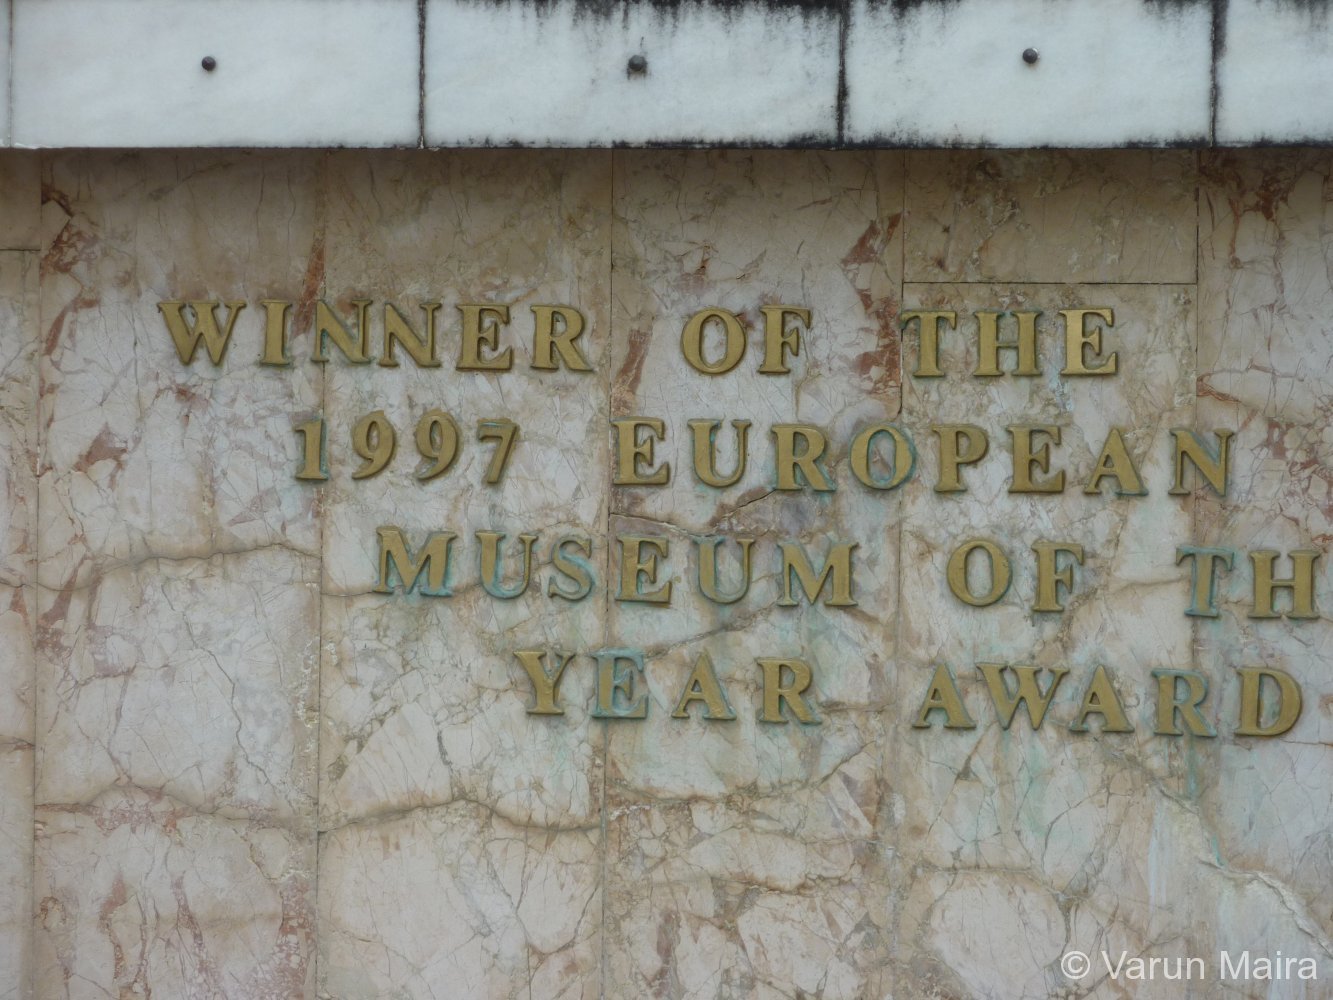 WINNER OF THE
1997 EUROPEAN
MUSEUM OF TH
YEAR AWARD
© Varun Maira